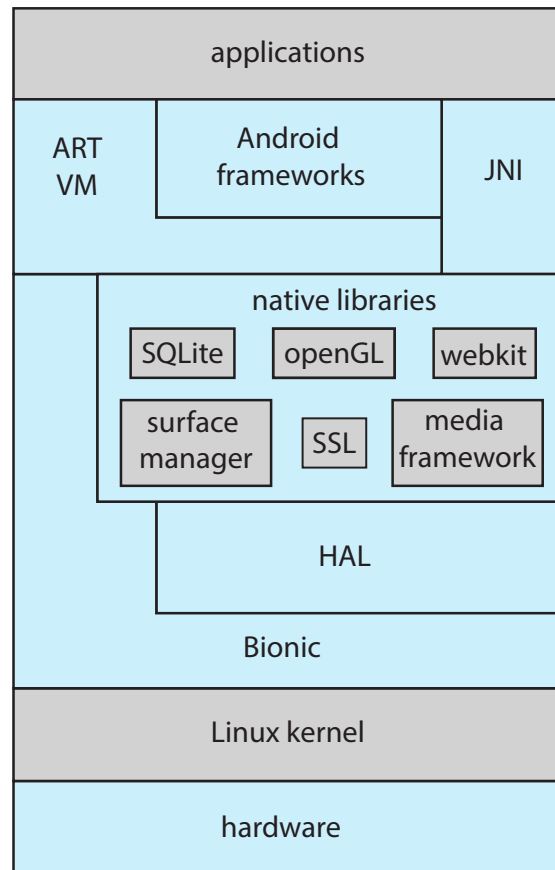 applications
ART
VM
Android
frameworks
JNI
native libraries
SQLite
openGL
webkit
surface
manager
SSL
media
framework
HAL
Bionic
Linux kernel
hardware